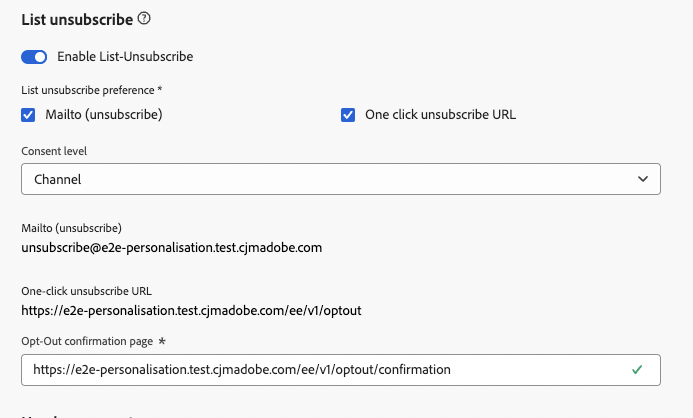 List unsubscribe
Enable List-Unsubscribe
List unsubscribe preference *
Mailto (unsubscribe)
One click unsubscribe URL
Consent level
Channel
Mailto (unsubscribe)
unsubscribe@e2e-personalisation.test.cjmadobe.com
One-click unsubscribe URL
https://e2e-personalisation.test.cjmadobe.com/ee/v1/optout
Opt-Out confirmation page *
https://e2e-personalisation.test.cjmadobe.com/ee/v1/optout/confirmation